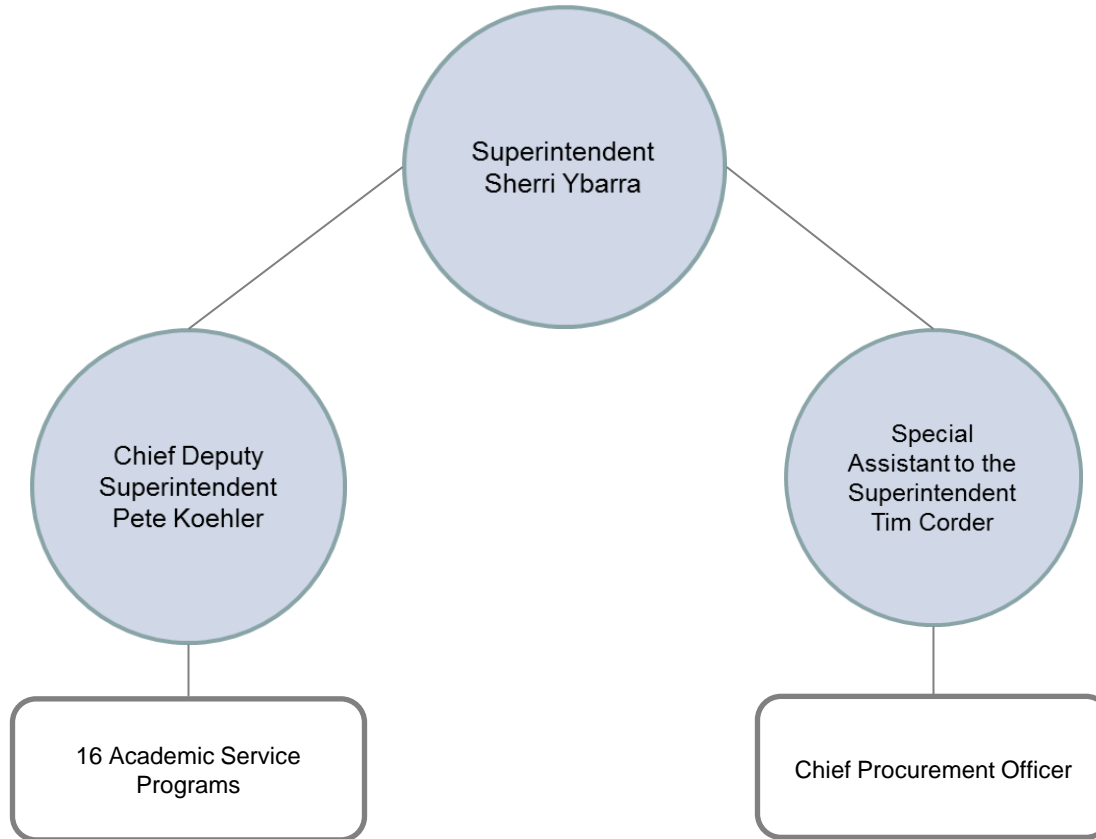 Superintendent
Sherri Ybarra
Chief Deputy
Superintendent
Pete Koehler
Special
Assistant to the
Superintendent
Tim Corder
16 Academic Service
Programs
Chief Procurement Officer